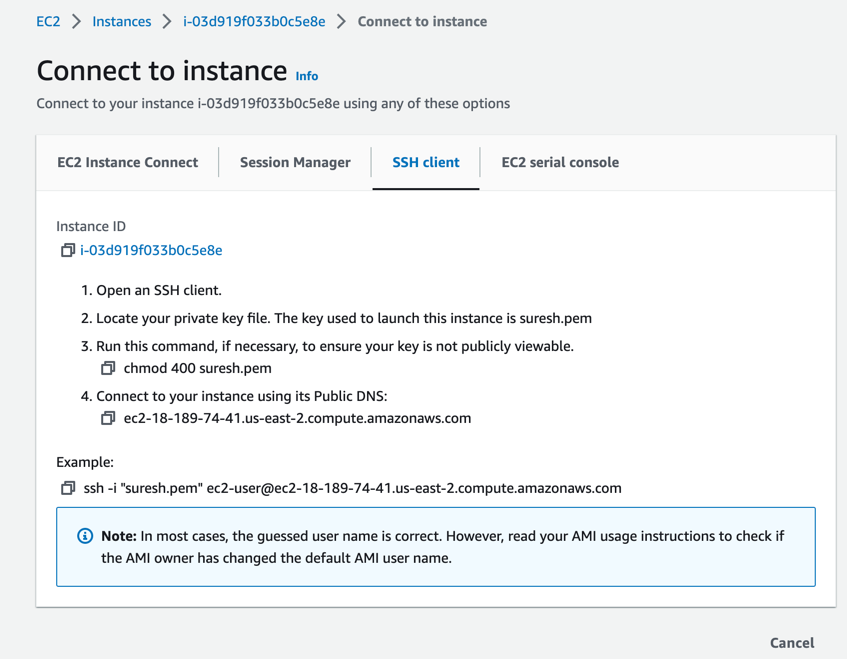 EC2 > Instances > i-03d919f033b0c5e8e > Connect to instance
Connect to instance Info
Connect to your instance i-03d919f033b0c5e8e using any of these options
EC2 Instance Connect Session Manager SSH client EC2 serial console
Instance ID
i-03d919f033b0c5e8e
1. Open an SSH client.
2. Locate your private key file. The key used to launch this instance is suresh.pem
3. Run this command, if necessary, to ensure your key is not publicly viewable.
chmod 400 suresh.pem
4. Connect to your instance using its Public DNS:
ec2-18-189-74-41.us-east-2.compute.amazonaws.com
Example:
ssh -i "suresh.pem" ec2-user@ec2-18-189-74-41.us-east-2.compute.amazonaws.com
Note: In most cases, the guessed user name is correct. However, read your AMI usage instructions to check if
the AMI owner has changed the default AMI user name.
Cancel